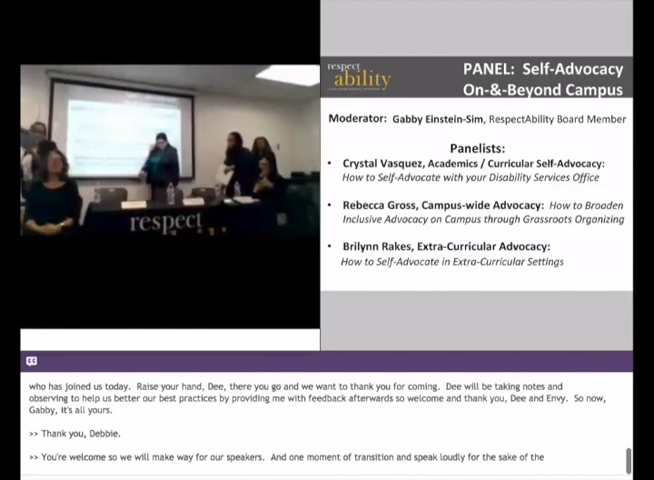 respect
ability
PANEL: Self-Advocacy
On-&-Beyond Campus
Moderator: Gabby Einstein-Sim, RespectAbility Board Member
Panelists:
• Crystal Vasquez, Academics / Curricular Self-Advocacy:
How to Self-Advocate with your Disability Services Office
• Rebecca Gross, Campus-wide Advocacy: How to Broaden
Inclusive Advocacy on Campus through Grassroots Organizing
• Brilynn Rakes, Extra-Curricular Advocacy:
How to Self-Advocate in Extra-Curricular Settings
respect
who has joined us today. Raise your hand, Dee, there you go and we want to thank you for coming. Dee will be taking notes and
observing to help us better our best practices by providing me with feedback afterwards so welcome and thank you, Dee and Envy. So now,
Gabby, it's all yours.
>> Thank you, Debbie.
>> You're welcome so we will make way for our speakers. And one moment of transition and speak loudly for the sake of the